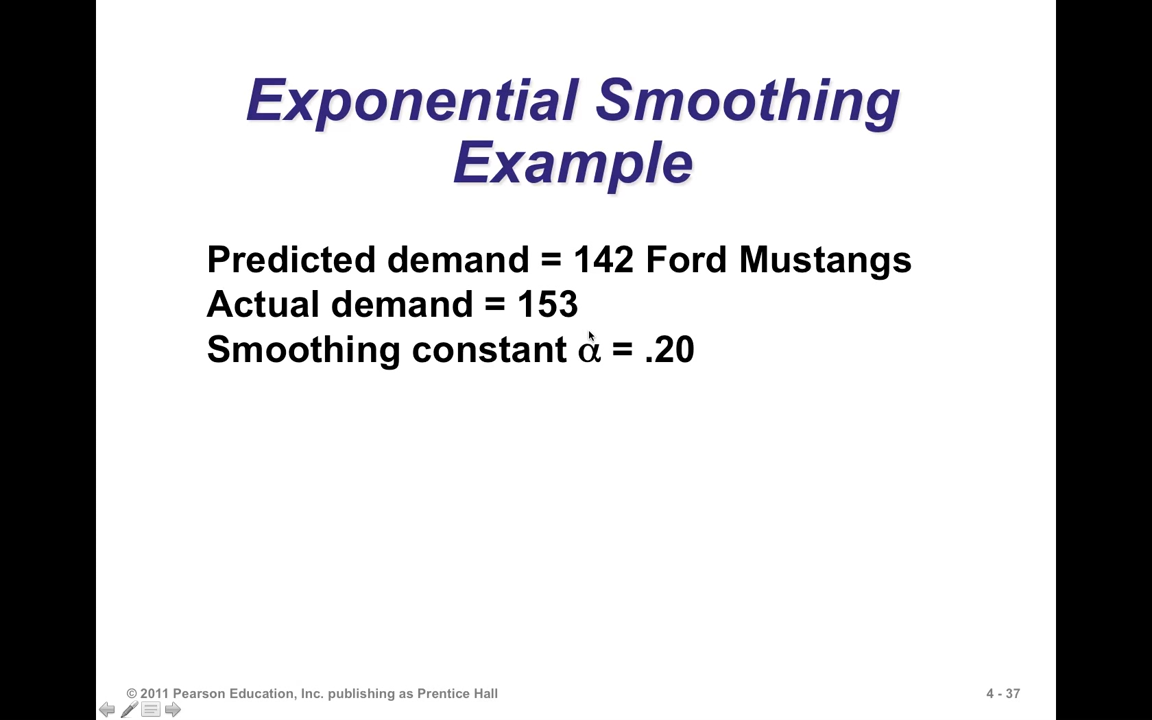 Exponential Smoothing
Example
Predicted demand = 142 Ford Mustangs
Actual demand = 153
Smoothing constant α = .20
© 2011 Pearson Education, Inc. publishing as Prentice Hall
4 - 37